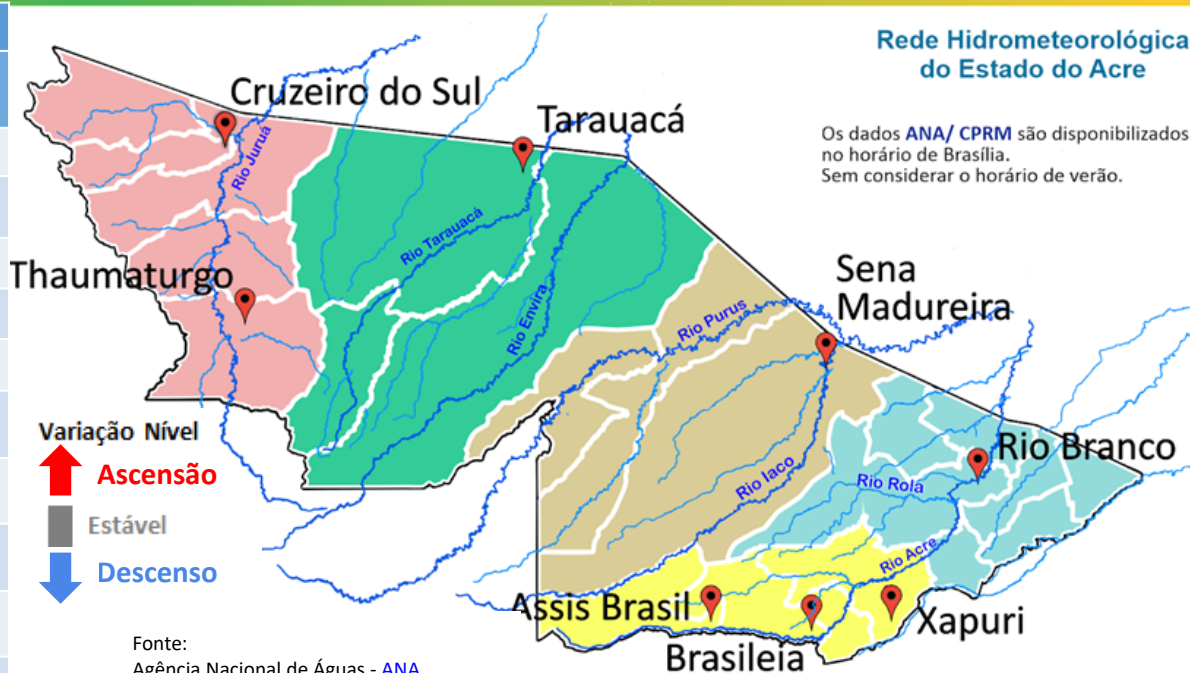 Rede Hidrometeorológica
do Estado do Acre
Os dados ANA/ CPRM são disponibilizados
no horário de Brasília.
Sem considerar o horário de verão.
Cruzeiro do Sul
Tarauacá
Rio Juruá
Rio Tarauacá
Thaumaturgo
Rio Envira
Sena
Madureira
Rio Purus
Variação Nível
Ascensão
Estável
Descenso
Rio Branco
Rio Iaco
Rio Rola
Rio Acre
Assis Brasil
Xapuri
Brasileia
Fonte:
Agência Nacional de Águas - ANA